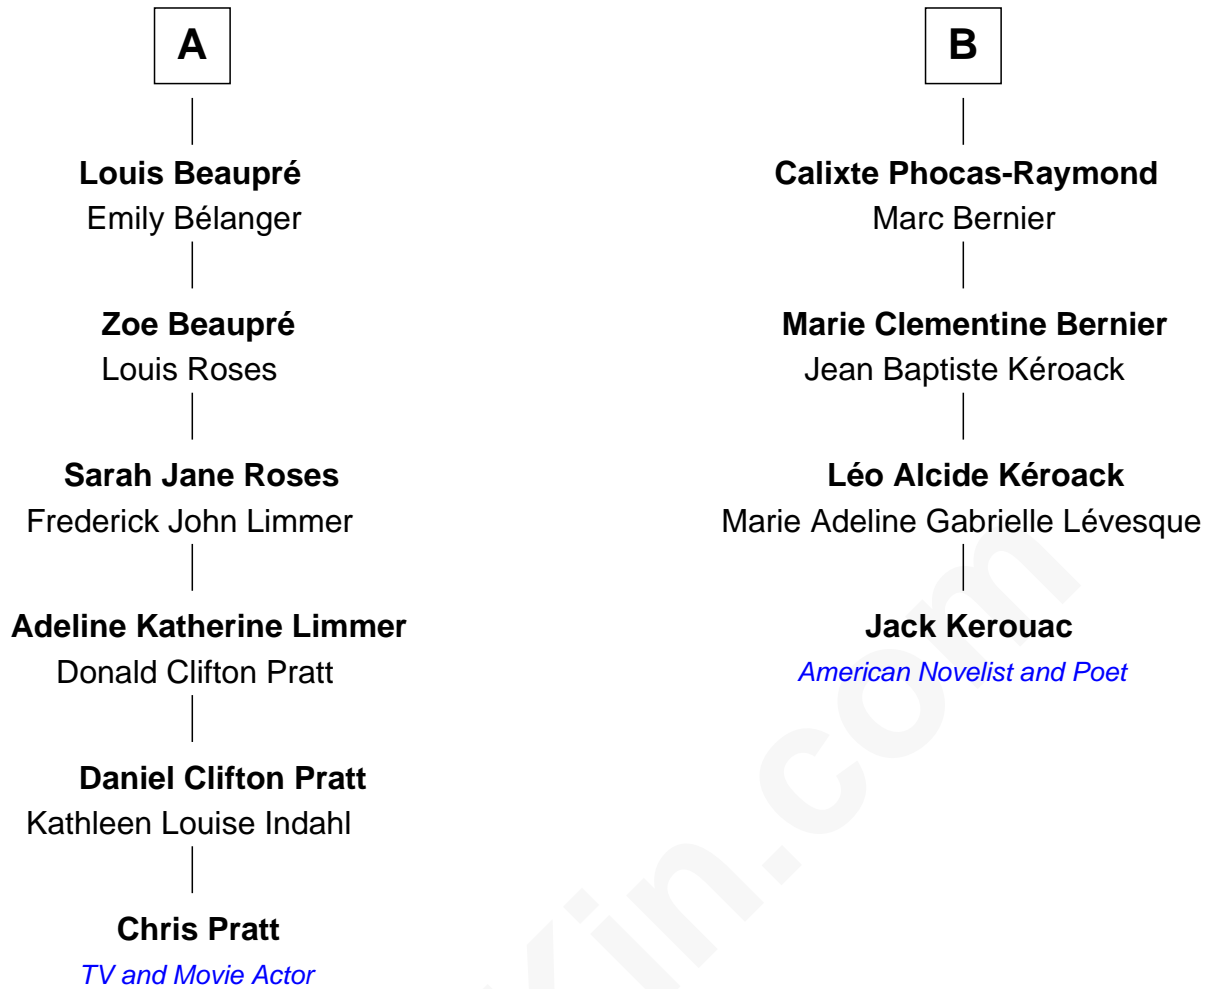 A
Louis Beaupré
Emily Bélanger
Zoe Beaupré
Louis Roses
Sarah Jane Roses
Frederick John Limmer
Adeline Katherine Limmer
Donald Clifton Pratt
Daniel Clifton Pratt
Kathleen Louise Indahl
Chris Pratt
TV and Movie Actor
B
Calixte Phocas-Raymond
Marc Bernier
Marie Clementine Bernier
Jean Baptiste Kéroack
Léo Alcide Kéroack
Marie Adeline Gabrielle Lévesque
Jack Kerouac
American Novelist and Poet
Kin.com